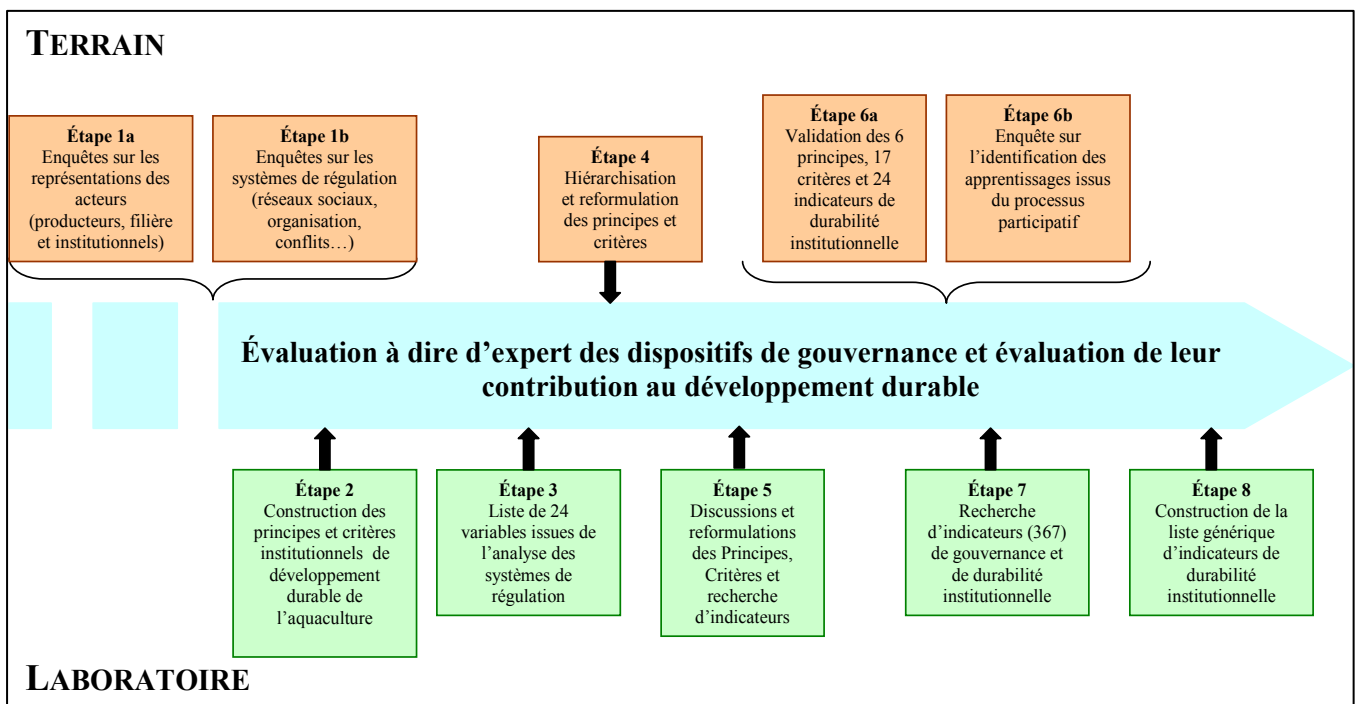 TERRAIN
Étape 1a
Enquêtes sur les
représentations des
acteurs
(producteurs, filière
et institutionnels)
Étape 1b
Enquêtes sur les
systèmes de régulation
(réseaux sociaux,
organisation,
conflits…)
Étape 4
Hiérarchisation
et reformulation
des principes et
critères
Étape 6a
Validation des 6
principes, 17
critères et 24
indicateurs de
durabilité
institutionnelle
Étape 6b
Enquête sur
l’identification des
apprentissages issus
du processus
participatif
Évaluation à dire d’expert des dispositifs de gouvernance et évaluation de leur
contribution au développement durable
Étape 2
Construction des
principes et critères
institutionnels de
développement
durable de
l’aquaculture
Étape 3
Liste de 24
variables issues de
l’analyse des
systèmes de
régulation
Étape 5
Discussions et
reformulations
des Principes,
Critères et
recherche
d’indicateurs
Étape 7
Recherche
d’indicateurs (367)
de gouvernance et
de durabilité
institutionnelle
Étape 8
Construction de la
liste générique
d’indicateurs de
durabilité
institutionnelle
LABORATOIRE